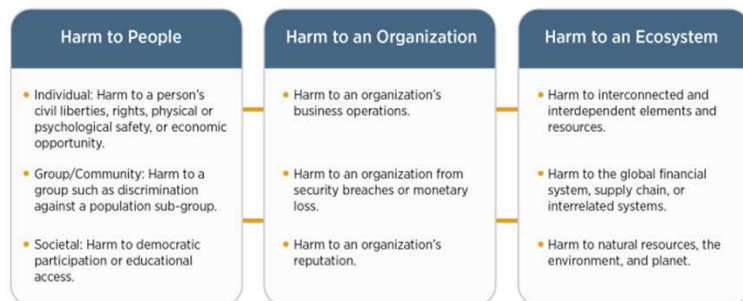 Harm to People
• Individual: Harm to a person's
civil liberties, rights, physical or
psychological safety, or economic
opportunity.
• Group/Community: Harm to a
group such as discrimination
against a population sub-group.
• Societal: Harm to democratic
participation or educational
access.
Harm to an Organization
• Harm to an organization's
business operations.
• Harm to an organization from
security breaches or monetary
loss.
• Harm to an organization's
reputation.
Harm to an Ecosystem
• Harm to interconnected and
interdependent elements and
resources.
• Harm to the global financial
system, supply chain, or
interrelated systems.
• Harm to natural resources, the
environment, and planet.